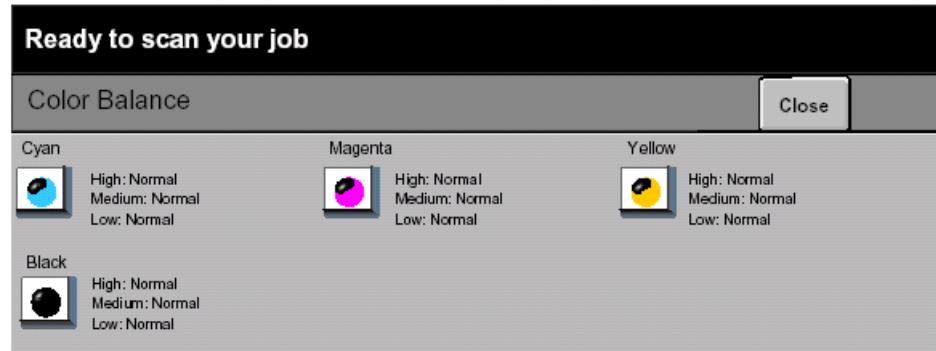 Ready to scan your job
Color Balance
Close
Cyan
High: Normal
Medium: Normal
Low: Normal
Magenta
High: Normal
Medium: Normal
Low: Normal
Yellow
High: Normal
Medium: Normal
Low: Normal
Black
High: Normal
Medium: Normal
Low: Normal